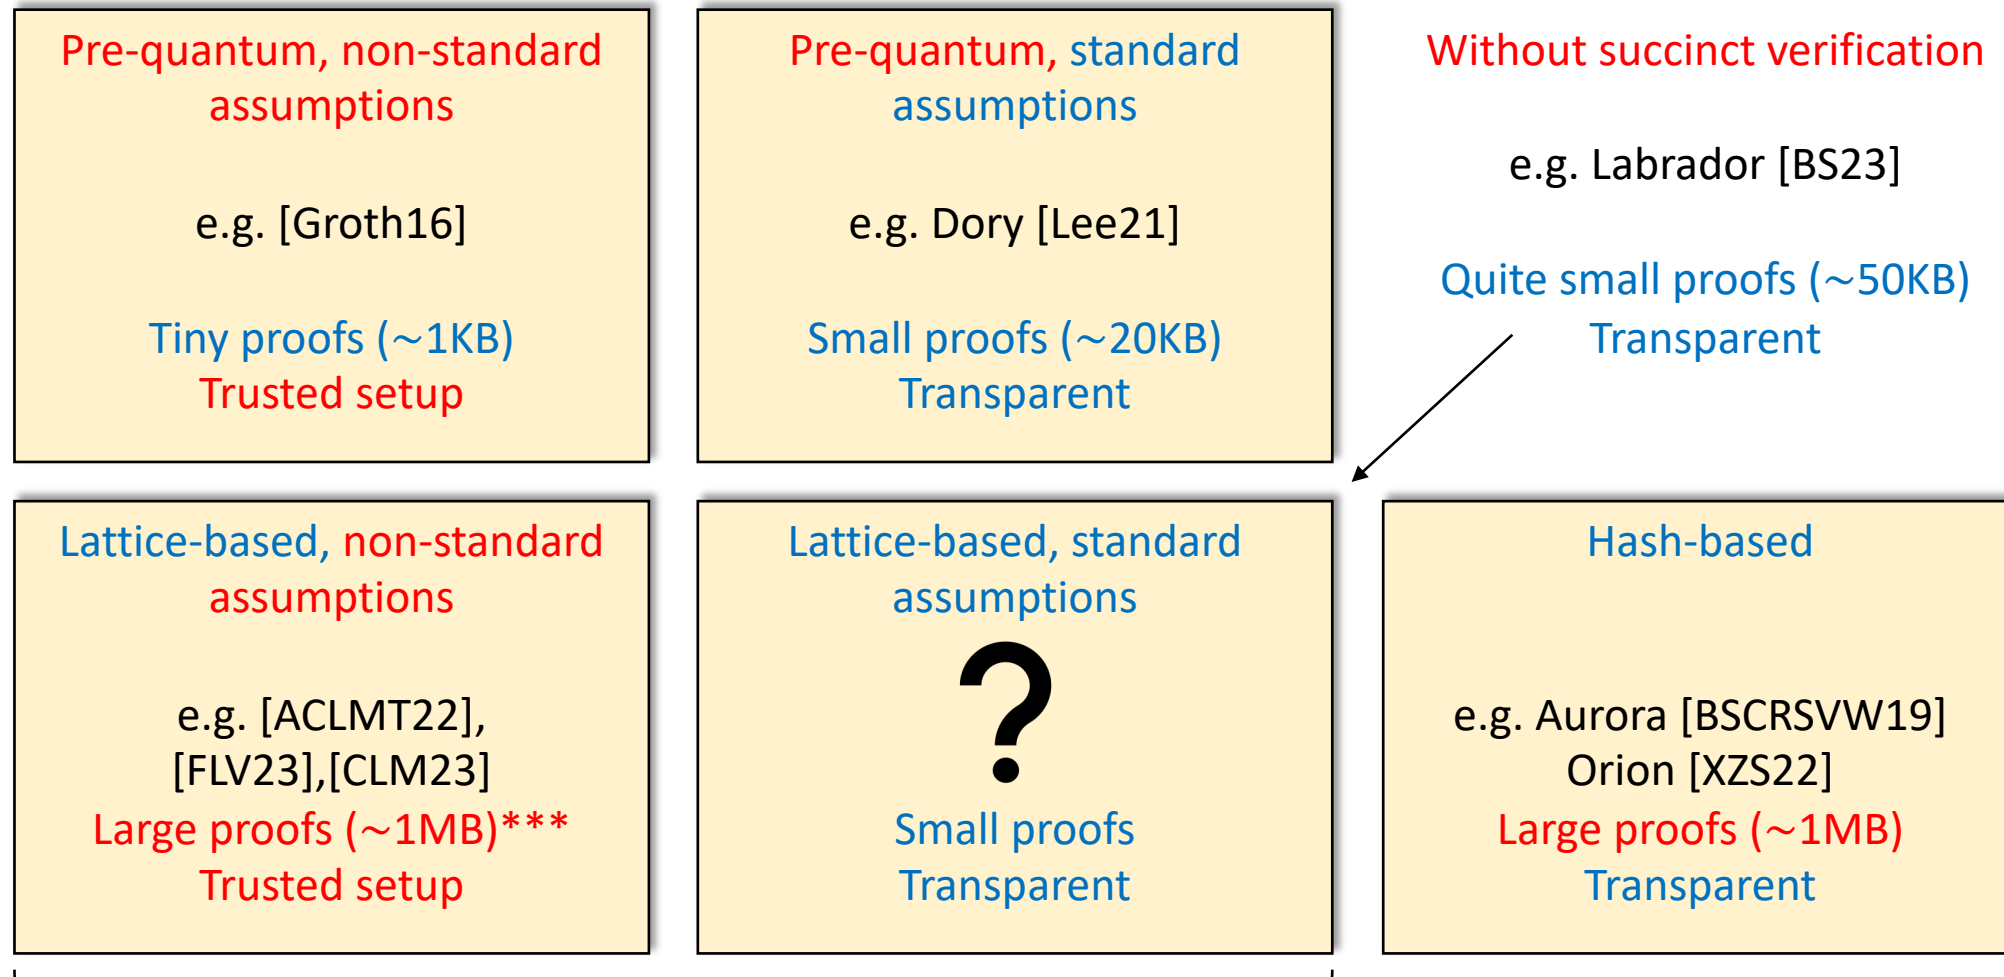 Pre-quantum, non-standard
assumptions
e.g. [Groth16]
Tiny proofs (~1KB)
Trusted setup
Pre-quantum, standard
assumptions
e.g. Dory [Lee21]
Small proofs (~20KB)
Transparent
Without succinct verification
e.g. Labrador [BS23]
Quite small proofs (~50KB)
Transparent
Lattice-based, non-standard
assumptions
e.g. [ACLMT22],
[FLV23],[CLM23]
Large proofs (~1MB)***
Trusted setup
Lattice-based, standard
assumptions
?
Small proofs
Transparent
Hash-based
e.g. Aurora [BSCRSVW19]
Orion [XZS22]
Large proofs (~1MB)
Transparent